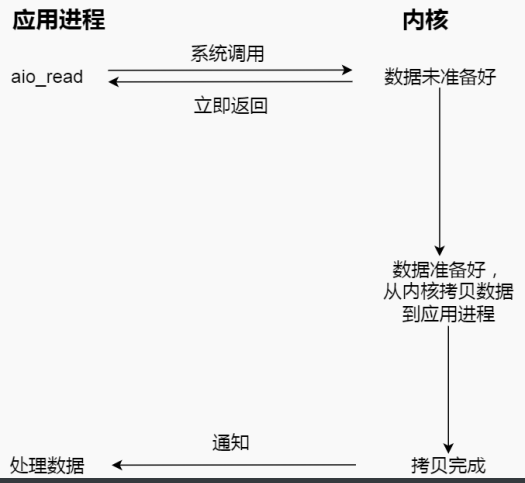 应用进程
内核
系统调用
aio_read
数据未准备好
立即返回
数据准备好，
从内核拷贝数据
到应用进程
通知
处理数据
拷贝完成